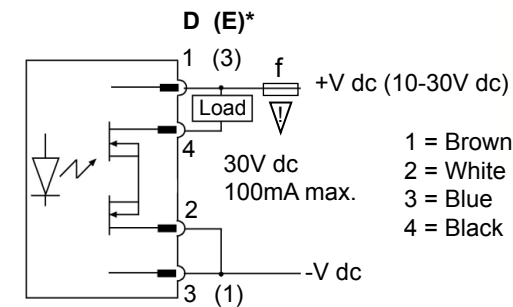 D (E)*
1 (3)
f
+V dc (10-30V dc)
Load
!
4
30V dc
100mA max.
1 = Brown
2 = White
3 = Blue
4 = Black
2
-V dc
3 (1)